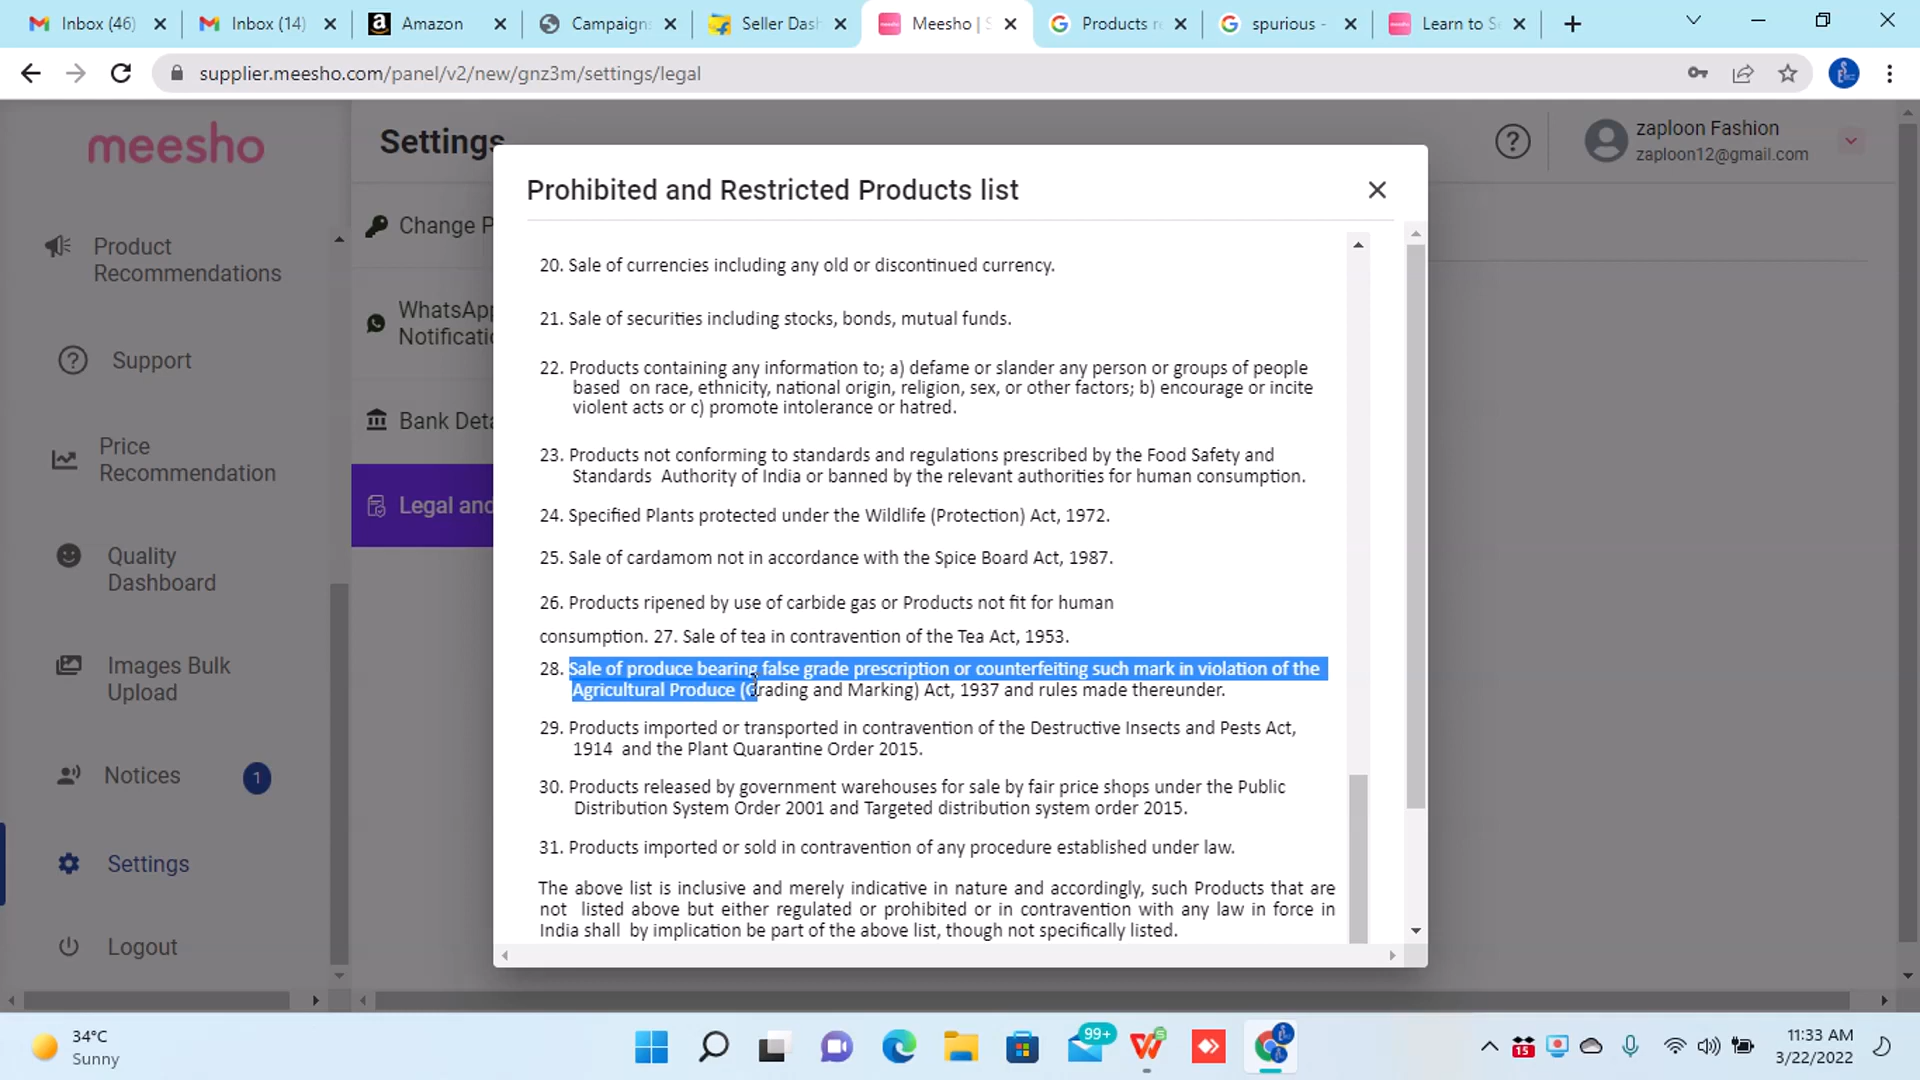 Inbox (46)
Inbox (14)
Amazon
Campaigns
Seller Das
Meesho | S
Products r
spurious -
Learn to Se
supplier.meesho.com/panel/v2/new/gnz3m/settings/legal
meesho
Settings
zaploon Fashion
zaploon12@gmail.com
Product
Recommendations
Support
Price
Recommendation
Quality
Dashboard
Images Bulk
Upload
Notices 1
Settings
Logout
Change P
WhatsApp
Notificati
Bank Deta
Legal and
Prohibited and Restricted Products list
20. Sale of currencies including any old or discontinued currency.
21. Sale of securities including stocks, bonds, mutual funds.
22. Products containing any information to; a) defame or slander any person or groups of people
based on race, ethnicity, national origin, religion, sex, or other factors; b) encourage or incite
violent acts or c) promote intolerance or hatred.
23. Products not conforming to standards and regulations prescribed by the Food Safety and
Standards Authority of India or banned by the relevant authorities for human consumption.
24. Specified Plants protected under the Wildlife (Protection) Act, 1972.
25. Sale of cardamom not in accordance with the Spice Board Act, 1987.
26. Products ripened by use of carbide gas or Products not fit for human
consumption. 27. Sale of tea in contravention of the Tea Act, 1953.
28. Sale of produce bearing false grade prescription or counterfeiting such mark in violation of the
Agricultural Produce (Grading and Marking) Act, 1937 and rules made thereunder.
29. Products imported or transported in contravention of the Destructive Insects and Pests Act,
1914 and the Plant Quarantine Order 2015.
30. Products released by government warehouses for sale by fair price shops under the Public
Distribution System Order 2001 and Targeted distribution system order 2015.
31. Products imported or sold in contravention of any procedure established under law.
The above list is inclusive and merely indicative in nature and accordingly, such Products that are
not listed above but either regulated or prohibited or in contravention with any law in force in
India shall by implication be part of the above list, though not specifically listed.
34°C
Sunny
99+
15
11:33 AM
3/22/2022